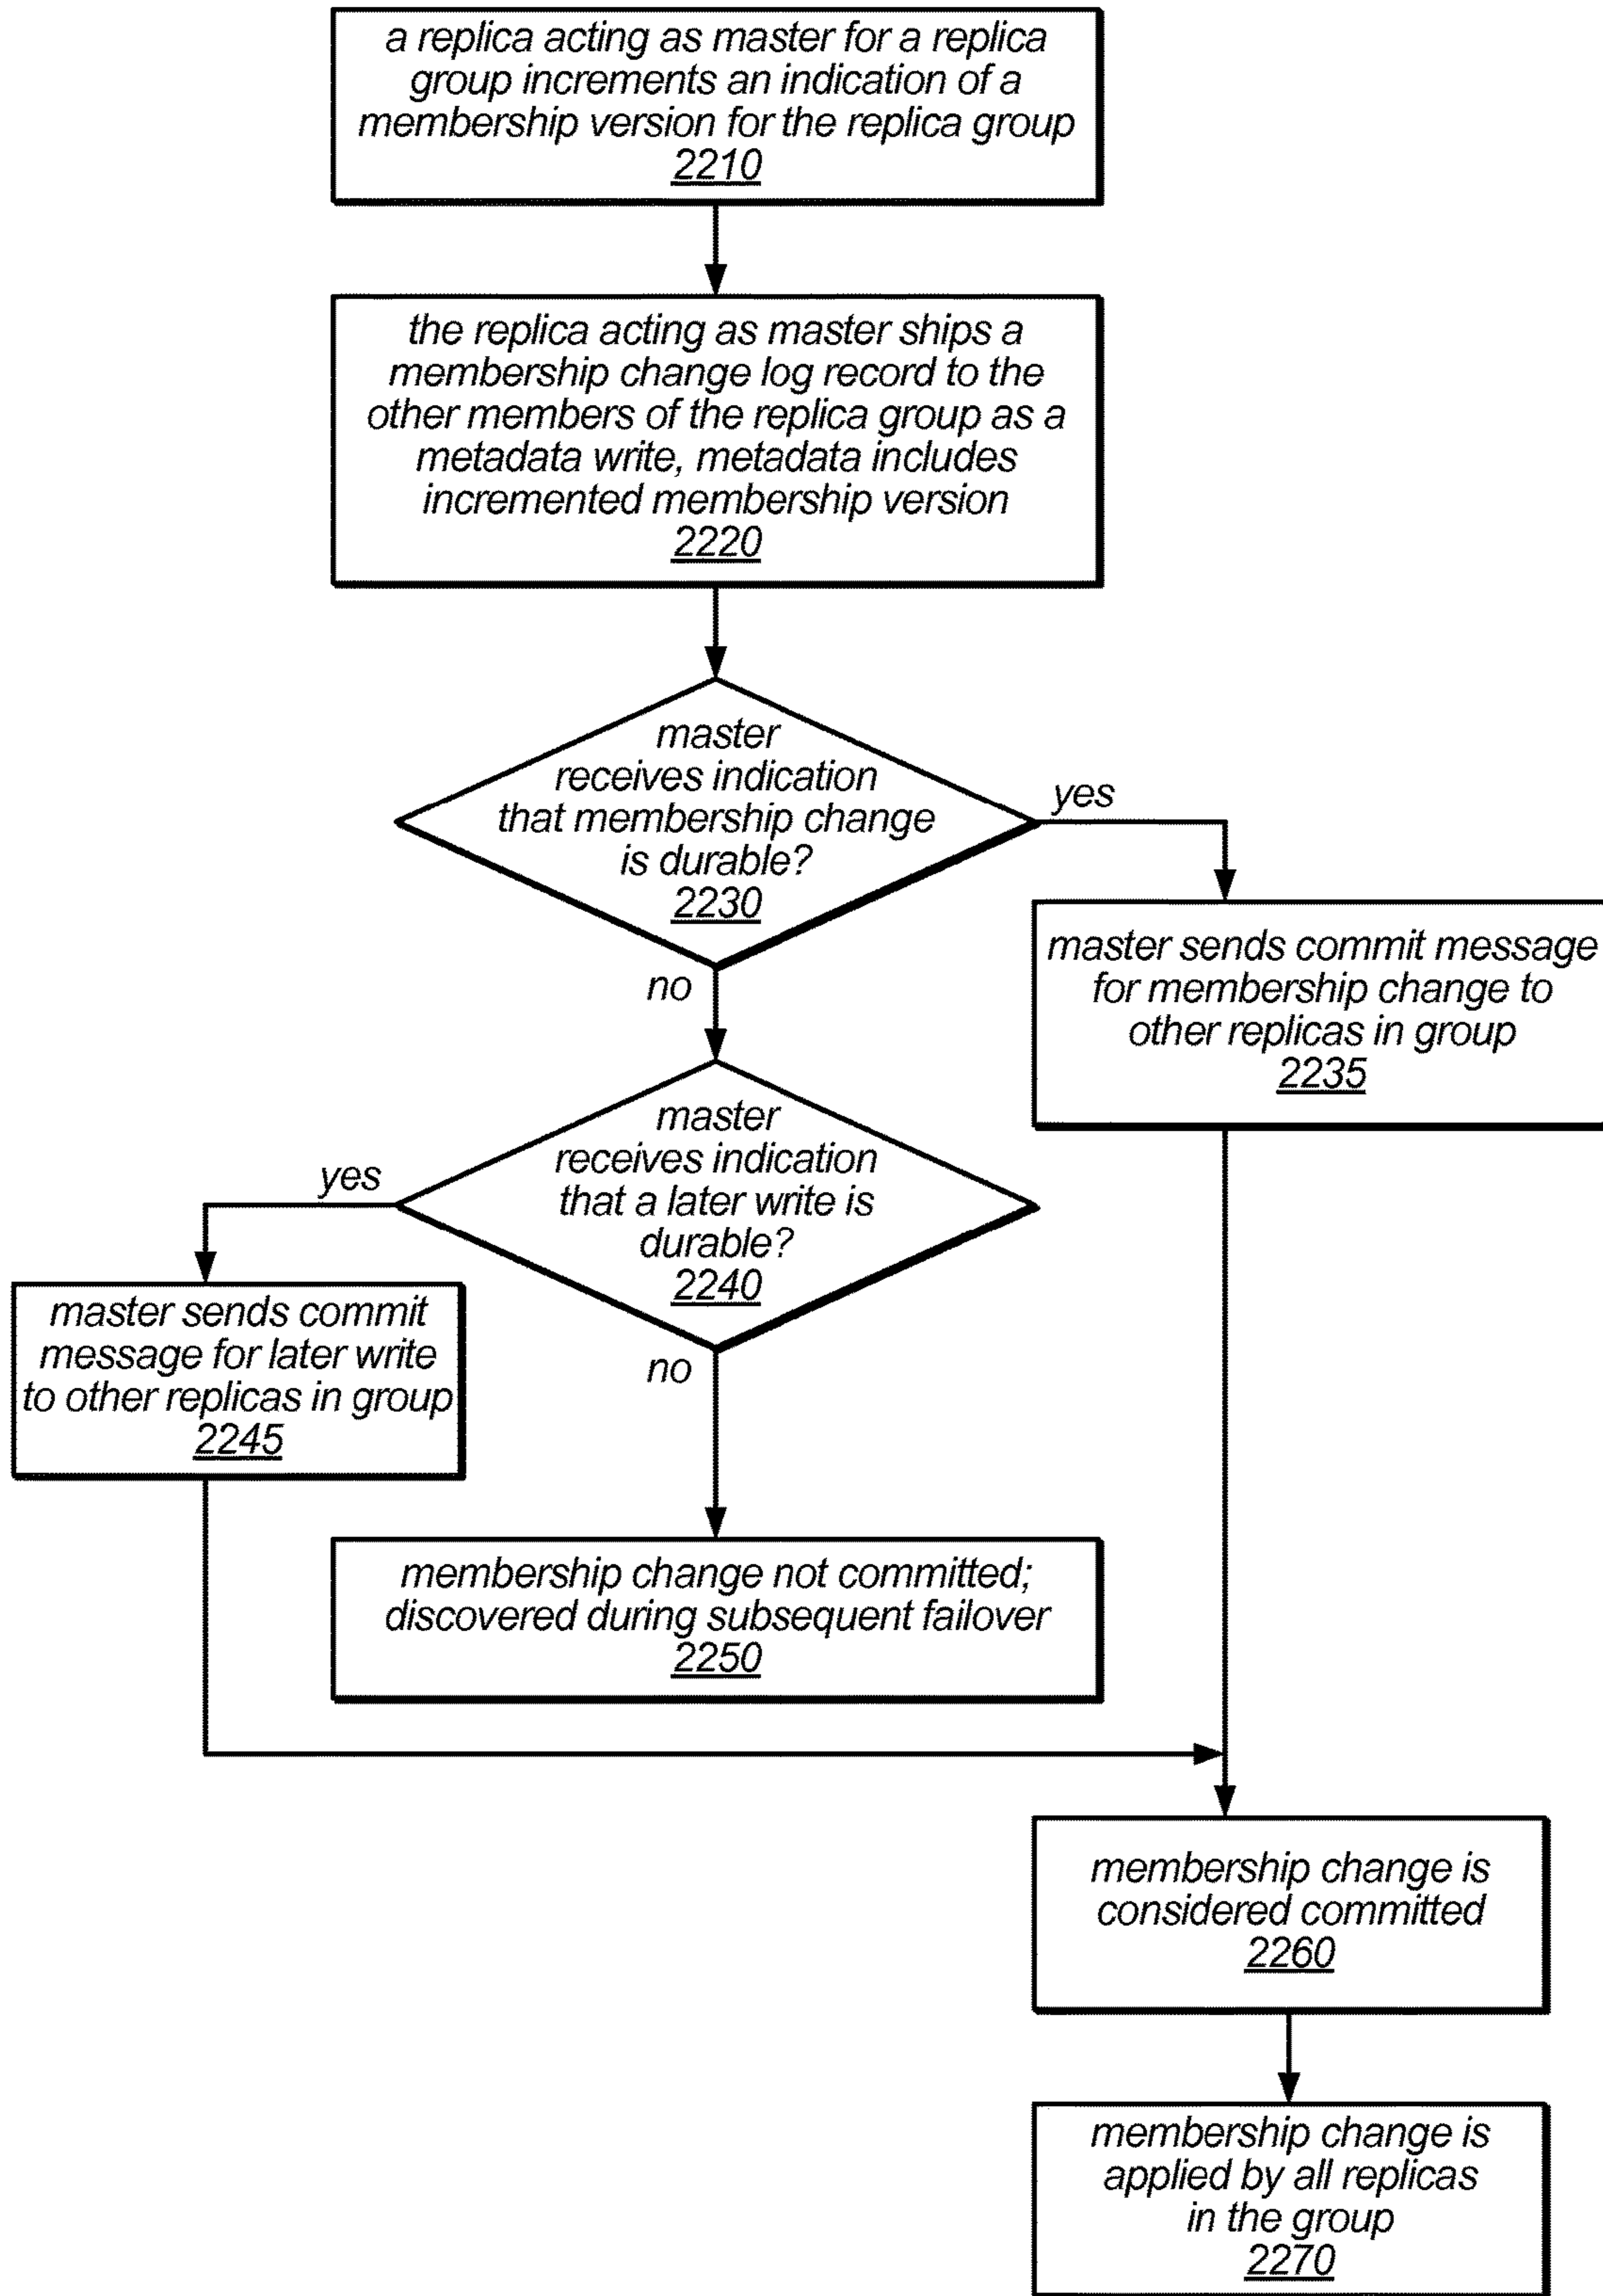 a replica acting as master for a replica
group increments an indication of a
membership version for the replica group
2210
the replica acting as master ships a
membership change log record to the
other members of the replica group as a
metadata write, metadata includes
incremented membership version
2220
master
receives indication
that membership change
is durable?
2230
yes
no
master sends commit message
for membership change to
other replicas in group
2235
master
receives indication
that a later write is
durable?
2240
yes
no
master sends commit
message for later write
to other replicas in group
2245
membership change not committed;
discovered during subsequent failover
2250
membership change is
considered committed
2260
membership change is
applied by all replicas
in the group
2270